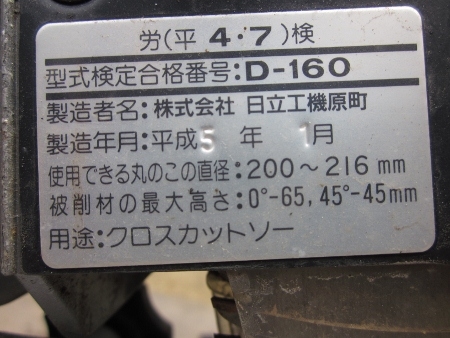 労(平 4・7)検
型式検定合格番号:D-160
製造者名:株式会社 日立工機原町
製造年月:平成5 年 1月
使用できる丸のこの直径:200〜216mm
被削材の最大高さ:0°-65,45°-45mm
用途:クロスカットソー